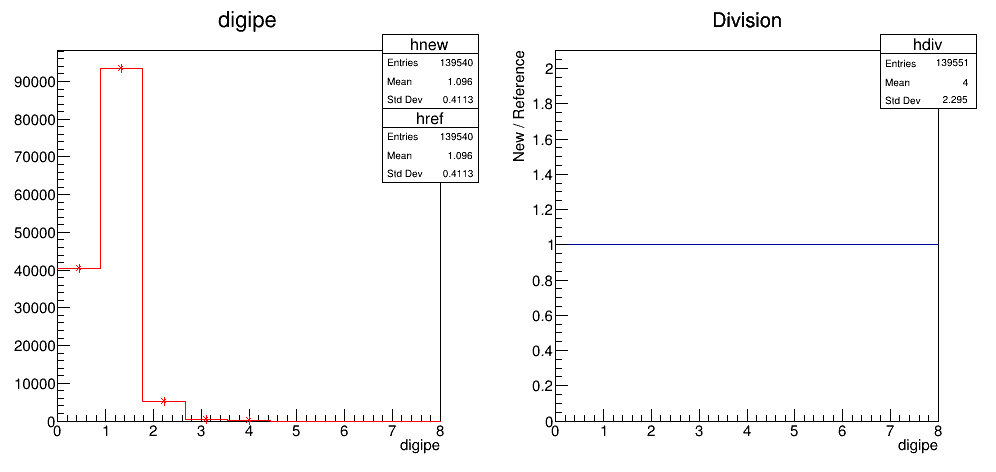 digipe
hnew
Entries 139540
Mean 1.096
Std Dev 0.4113
href
Entries 139540
Mean 1.096
Std Dev 0.4113
90000
80000
70000
60000
50000
40000
30000
20000
10000
0
0 1 2 3 4 5 6 7 8
digipe
Division
hdiv
Entries 139551
Mean 4
Std Dev 2.295
New / Reference
2
1.8
1.6
1.4
1.2
1
0.8
0.6
0.4
0.2
0
0 1 2 3 4 5 6 7 8
digipe